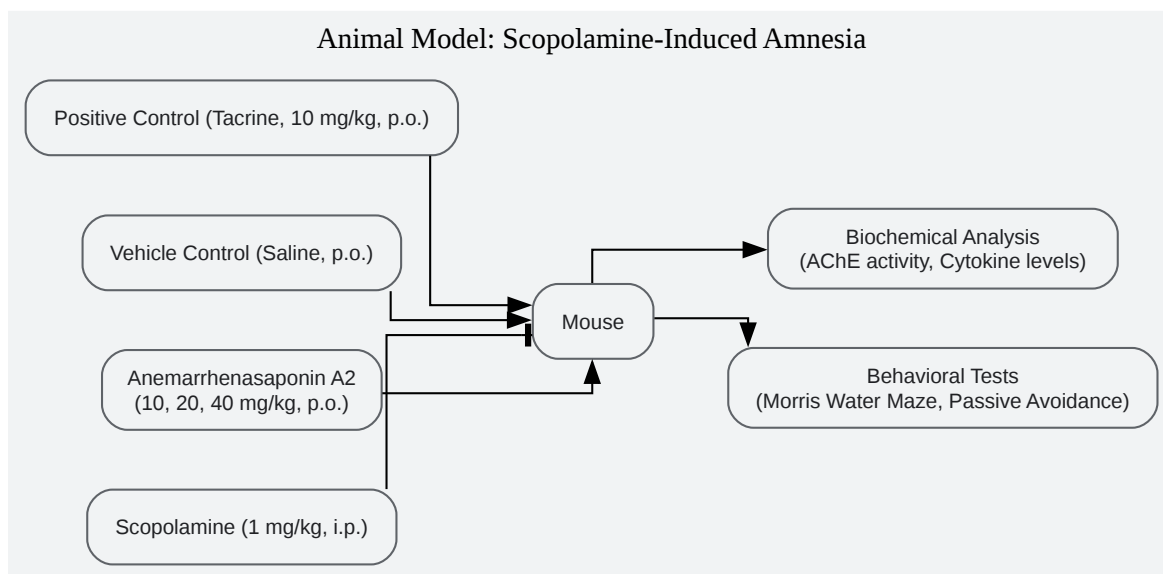 Animal Model: Scopolamine-Induced Amnesia
Positive Control (Tacrine, 10 mg/kg, p.o.)
Vehicle Control (Saline, p.o.)
Anemarrhenasaponin A2
(10, 20, 40 mg/kg, p.o.)
Scopolamine (1 mg/kg, i.p.)
Mouse
Biochemical Analysis
(AChE activity, Cytokine levels)
Behavioral Tests
(Morris Water Maze, Passive Avoidance)